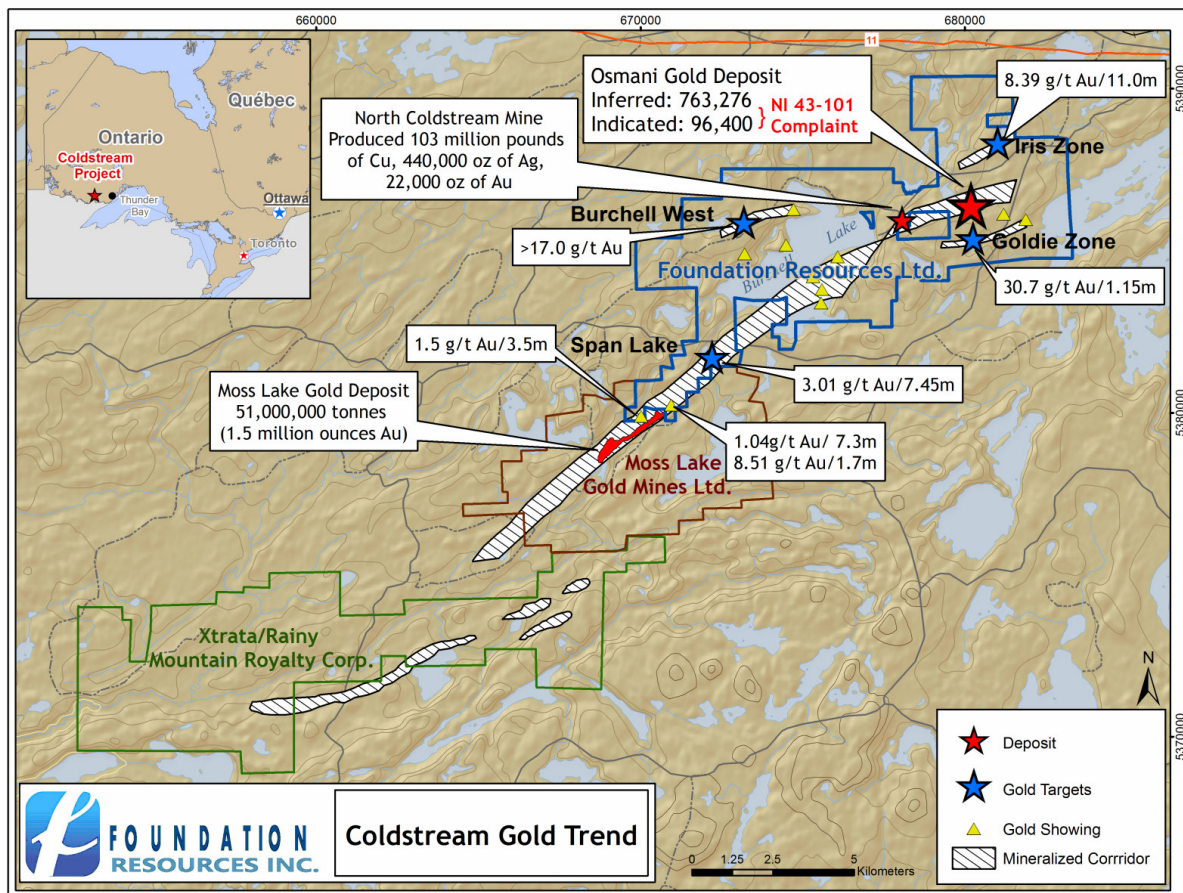 660000
670000
680000
11
5390000
5380000
5370000
Québec
Ontario
Coldstream
Project
Thunder
Bay
Ottawa
Toronto
North Coldstream Mine
Produced 103 million pounds
of Cu, 440,000 oz of Ag,
22,000 oz of Au
Osmani Gold Deposit
Inferred: 763,276
Indicated: 96,400
} NI 43-101
Complaint
8.39 g/t Au/11.0m
Iris Zone
Burchell West
>17.0 g/t Au
Lake
Burchell
Foundation Resources Ltd.
Goldie Zone
30.7 g/t Au/1.15m
1.5 g/t Au/3.5m
Span Lake
3.01 g/t Au/7.45m
Moss Lake Gold Deposit
51,000,000 tonnes
(1.5 million ounces Au)
1.04g/t Au/ 7.3m
8.51 g/t Au/1.7m
Moss Lake
Gold Mines Ltd.
Xtrata/Rainy
Mountain Royalty Corp.
N
Deposit
Gold Targets
Gold Showing
Mineralized Corrridor
FOUNDATION
RESOURCES INC.
Coldstream Gold Trend
0 1.25 2.5 5
Kilometers